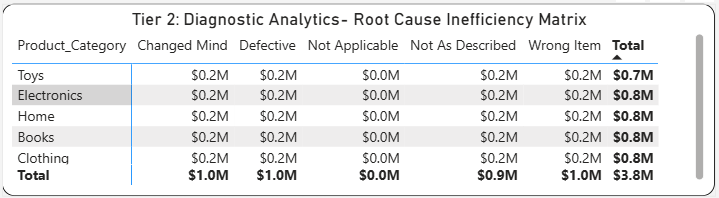 Tier 2: Diagnostic Analytics- Root Cause Inefficiency Matrix
Product_Category Changed Mind Defective Not Applicable Not As Described Wrong Item Total
Toys $0.2M $0.2M $0.0M $0.2M $0.2M $0.7M
Electronics $0.2M $0.2M $0.0M $0.2M $0.2M $0.8M
Home $0.2M $0.2M $0.0M $0.2M $0.2M $0.8M
Books $0.2M $0.2M $0.0M $0.2M $0.2M $0.8M
Clothing $0.2M $0.2M $0.0M $0.2M $0.2M $0.8M
Total $1.0M $1.0M $0.0M $0.9M $1.0M $3.8M